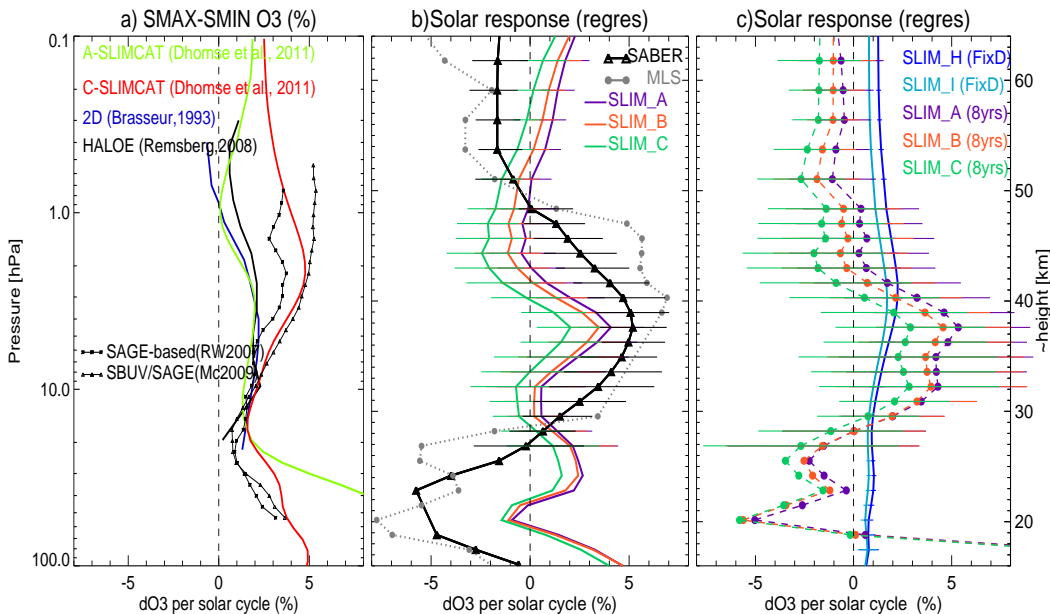 a) SMAX-SMIN O3 (%)
b)Solar response (regres)
c)Solar response (regres)
0.1
1.0
10.0
100.0
Pressure [hPa]
A-SLIMCAT (Dhomse et al., 2011)
C-SLIMCAT (Dhomse et al., 2011)
2D (Brasseur,1993)
HALOE (Remsberg,2008)
SAGE-based(RW2007)
SBUV/SAGE(Mc2009)
-5
0
5
dO3 per solar cycle (%)
SABER
MLS
SLIM_A
SLIM_B
SLIM_C
-5
0
5
dO3 per solar cycle (%)
SLIM_H (FixD)
SLIM_I (FixD)
SLIM_A (8yrs)
SLIM_B (8yrs)
SLIM_C (8yrs)
-5
0
5
dO3 per solar cycle (%)
60
50
40
30
20
~height [km]